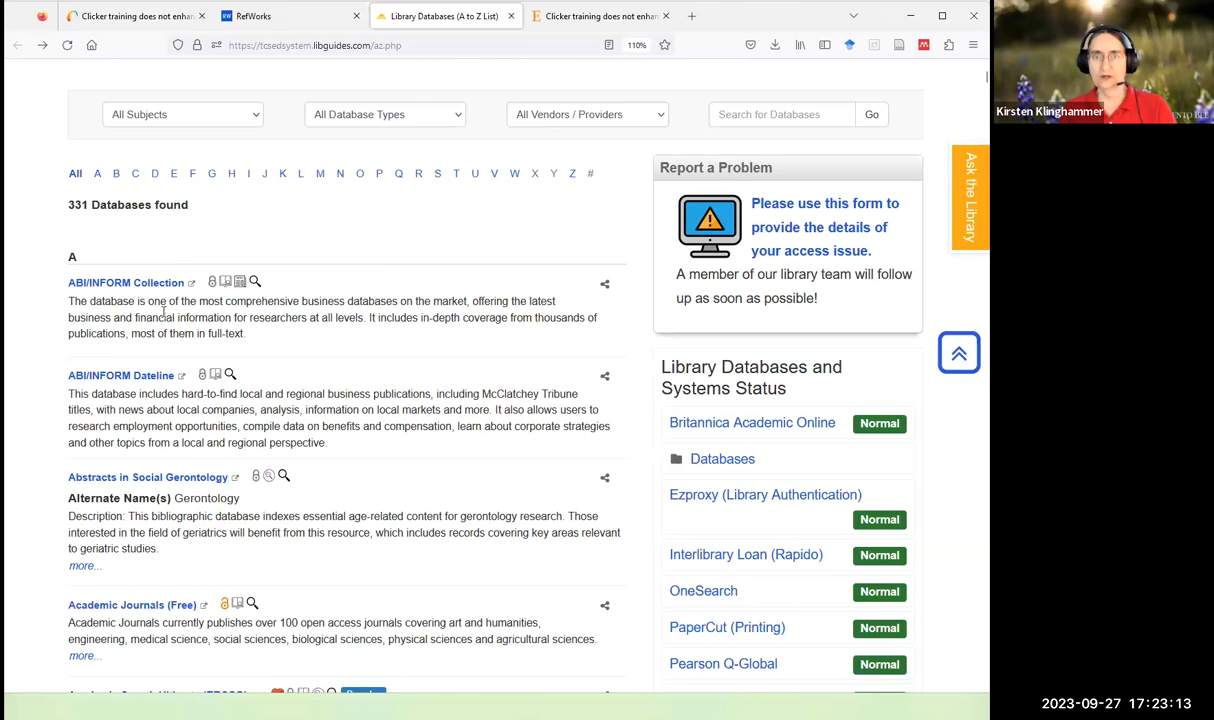 Clicker training does not enhan
RefWorks
Library Databases (A to Z List)
Clicker training does not enhan
https://tcsedsystem.libguides.com/az.php
110%
All Subjects
All Database Types
All Vendors / Providers
Search for Databases
Go
All A B C D E F G H I J K L M N O P Q R S T U V W X Y Z #
331 Databases found
A
ABI/INFORM Collection
The database is one of the most comprehensive business databases on the market, offering the latest
business and financial information for researchers at all levels. It includes in-depth coverage from thousands of
publications, most of them in full-text.
ABI/INFORM Dateline
This database includes hard-to-find local and regional business publications, including McClatchey Tribune
titles, with news about local companies, analysis, information on local markets and more. It also allows users to
research employment opportunities, compile data on benefits and compensation, learn about corporate strategies
and other topics from a local and regional perspective.
Abstracts in Social Gerontology
Alternate Name(s) Gerontology
Description: This bibliographic database indexes essential age-related content for gerontology research. Those
interested in the field of geriatrics will benefit from this resource, which includes records covering key areas relevant
to geriatric studies.
more...
Academic Journals (Free)
Academic Journals currently publishes over 100 open access journals covering art and humanities,
engineering, medical science, social sciences, biological sciences, physical sciences and agricultural sciences.
more...
Report a Problem
Please use this form to
provide the details of
your access issue.
A member of our library team will follow
up as soon as possible!
Library Databases and
Systems Status
Britannica Academic Online Normal
Databases
Ezproxy (Library Authentication)
Normal
Interlibrary Loan (Rapido) Normal
OneSearch Normal
PaperCut (Printing) Normal
Pearson Q-Global Normal
Ask the Library
Kirsten Klinghammer
2023-09-27 17:23:13